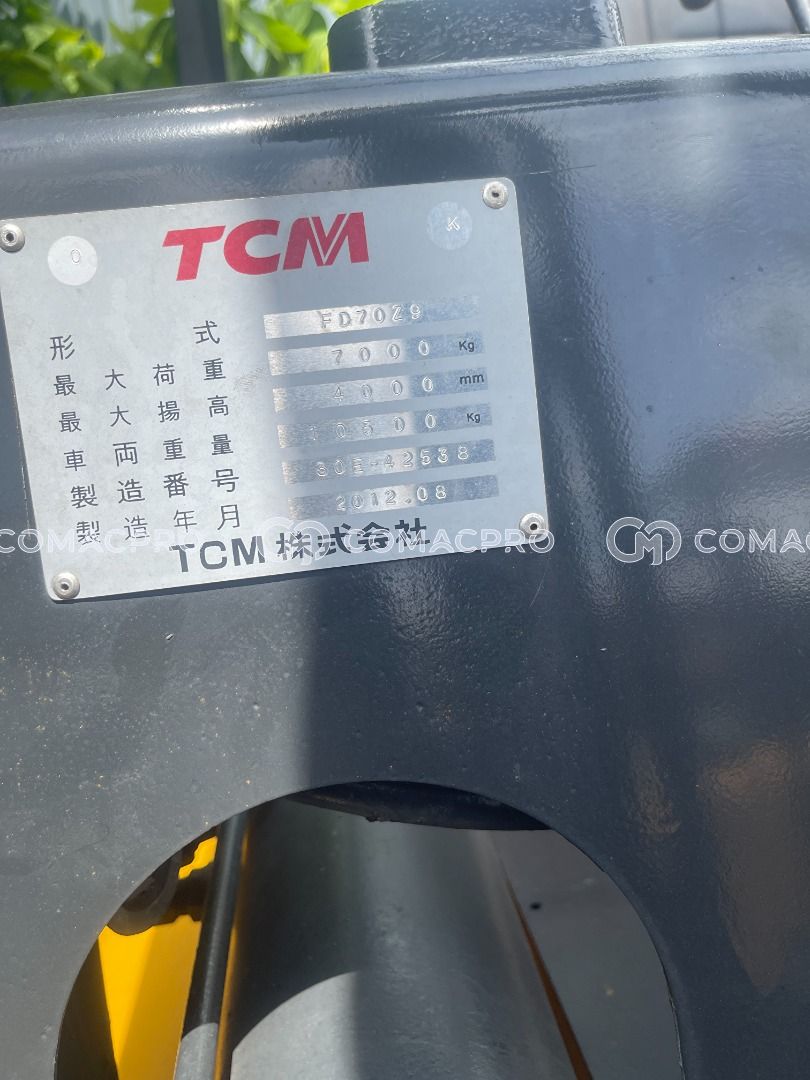 O TCM K
形式 FD70Z9
最大荷重 7000 Kg
最大揚高 4000 mm
車両重量 10500 Kg
製造番号 30E-42538
製造年月 2012.08
TCM 株式会社
COMACPRO COMACPRO COMACPRO